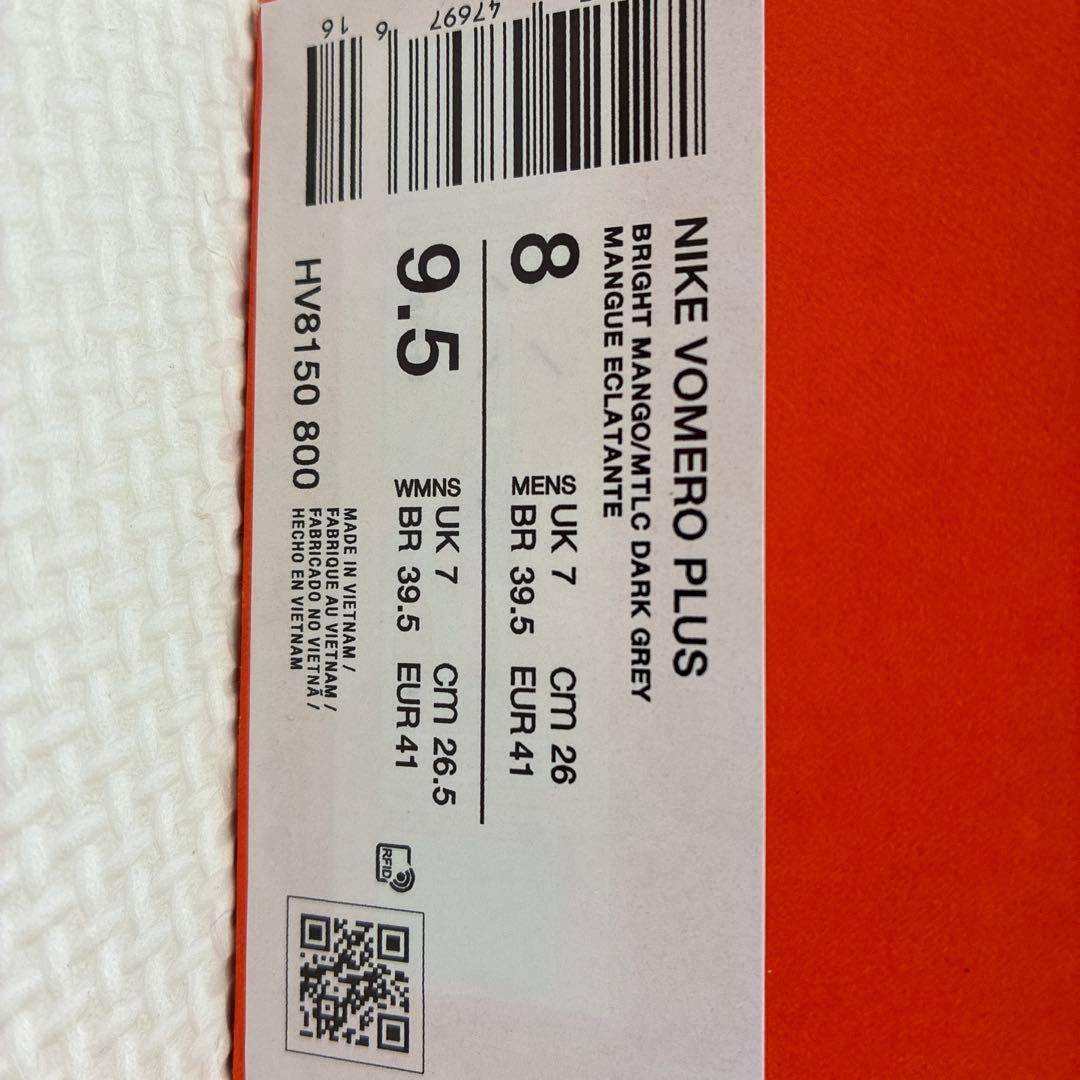 NIKE VOMERO PLUS
BRIGHT MANGO/MTLC DARK GREY
MANGUE ECLATANTE
8
MENS
UK 7 cm 26
BR 39.5 EUR 41
9.5
WMNS
UK 7 cm 26.5
BR 39.5 EUR 41
HV8150 800
MADE IN VIETNAM /
FABRIQUE AU VIETNAM /
FABRICADO NO VIETNÃ /
HECHO EN VIETNAM
RFID
47697 6 16